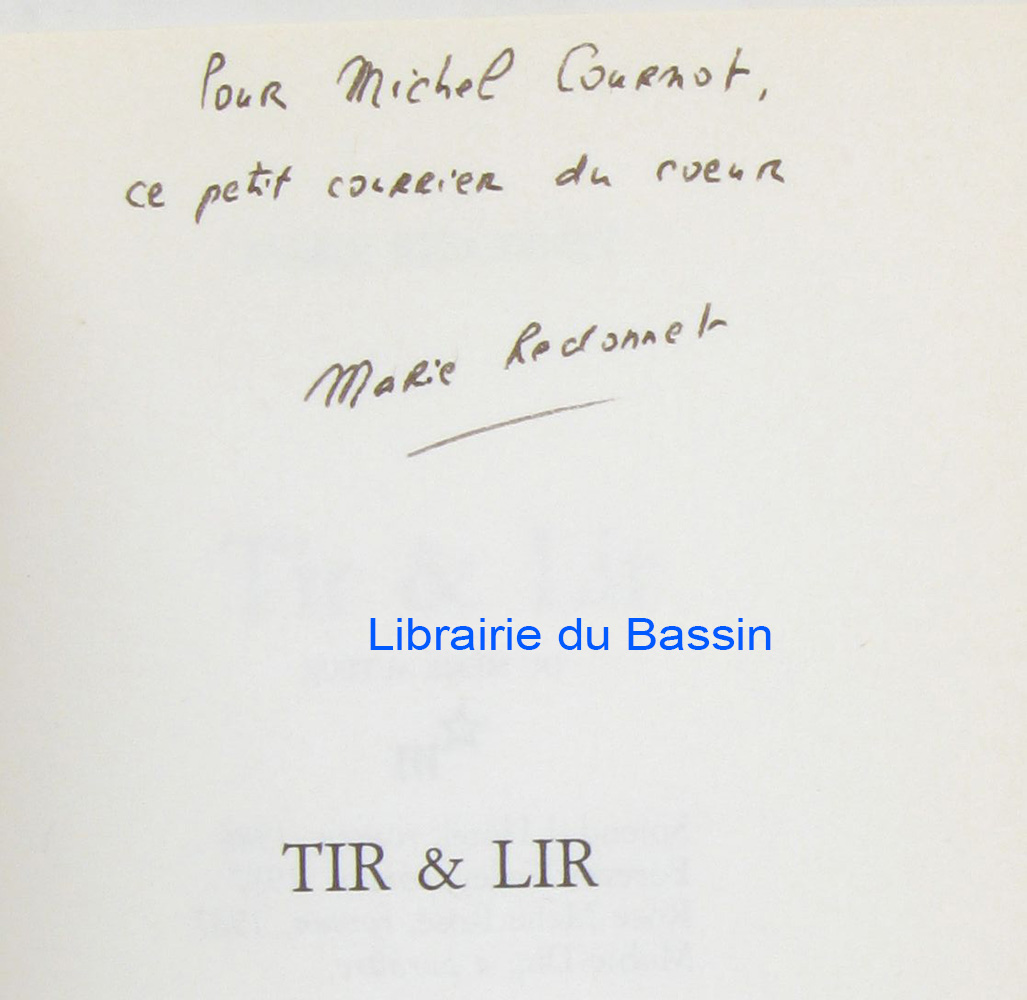 Pour Michel Cournot,
ce petit courrier du coeur
Marie Redonnet
Librairie du Bassin
TIR & LIR